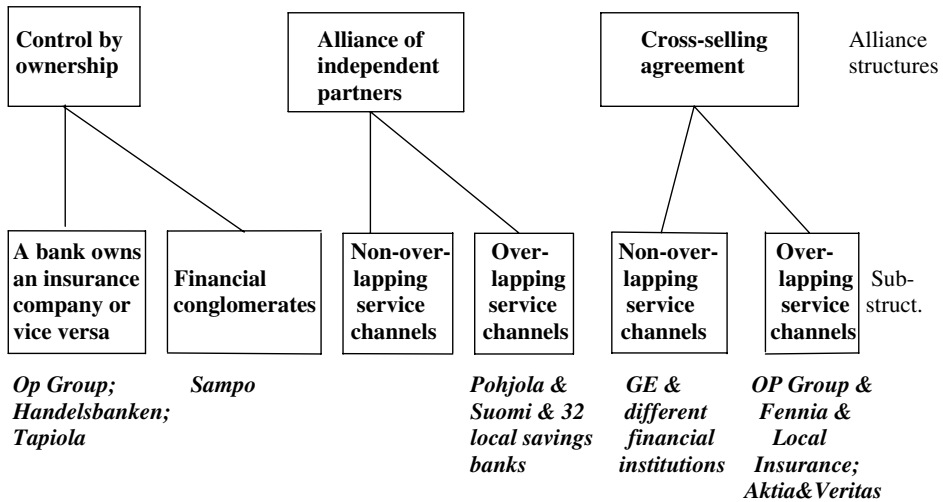 Control by
ownership
Alliance of
independent
partners
Cross-selling
agreement
Alliance
structures
A bank owns
an insurance
company or
vice versa
Financial
conglomerates
Non-over-
lapping
service
channels
Over-
lapping
service
channels
Non-over-
lapping
service
channels
Over-
lapping
service
channels
Sub-
struct.
Op Group;
Handelsbanken;
Tapiola
Sampo
Pohjola &
Suomi & 32
local savings
banks
GE &
different
financial
institutions
OP Group &
Fennia &
Local
Insurance;
Aktia&Veritas